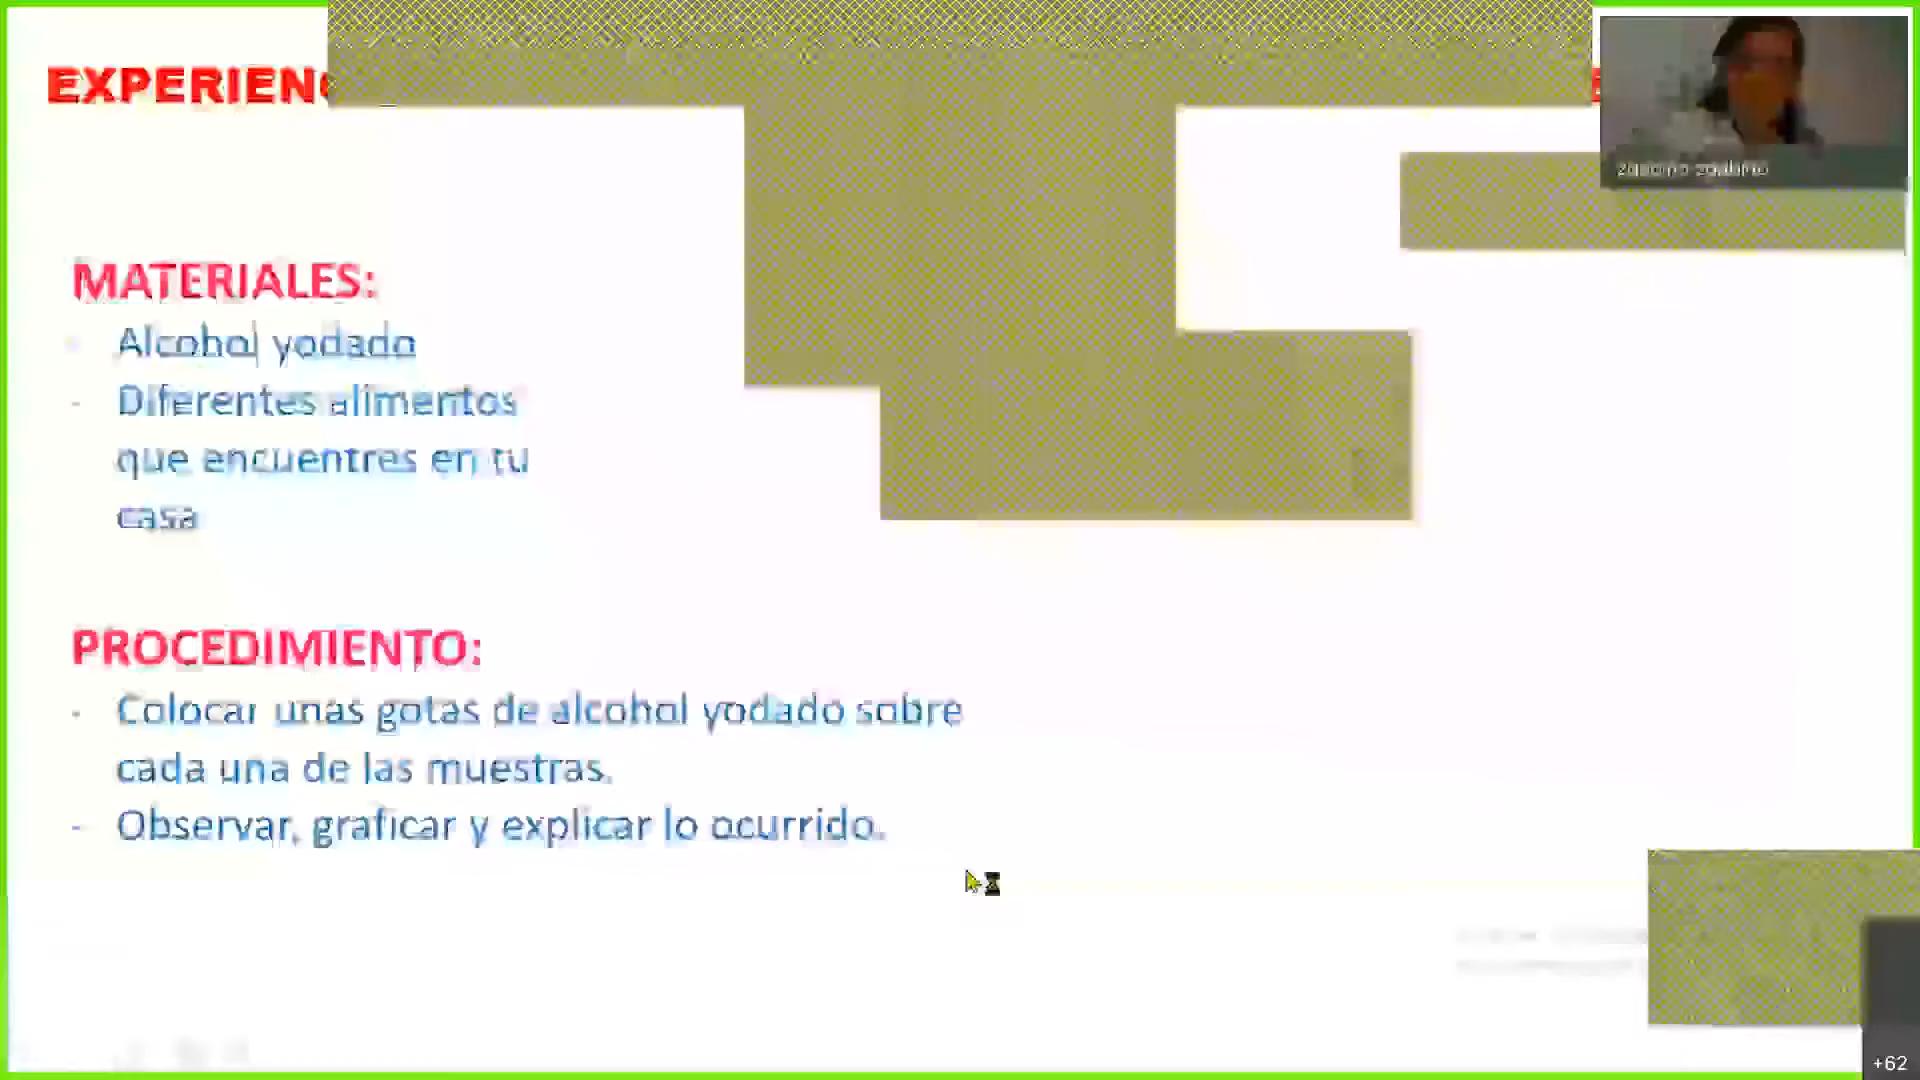 MATERIALES:
- Alcohol yodado
- Diferentes alimentos
que encuentres en tu
casa
PROCEDIMIENTO:
- Colocar unas gotas de alcohol yodado sobre
cada una de las muestras.
- Observar, graficar y explicar lo ocurrido.
+62